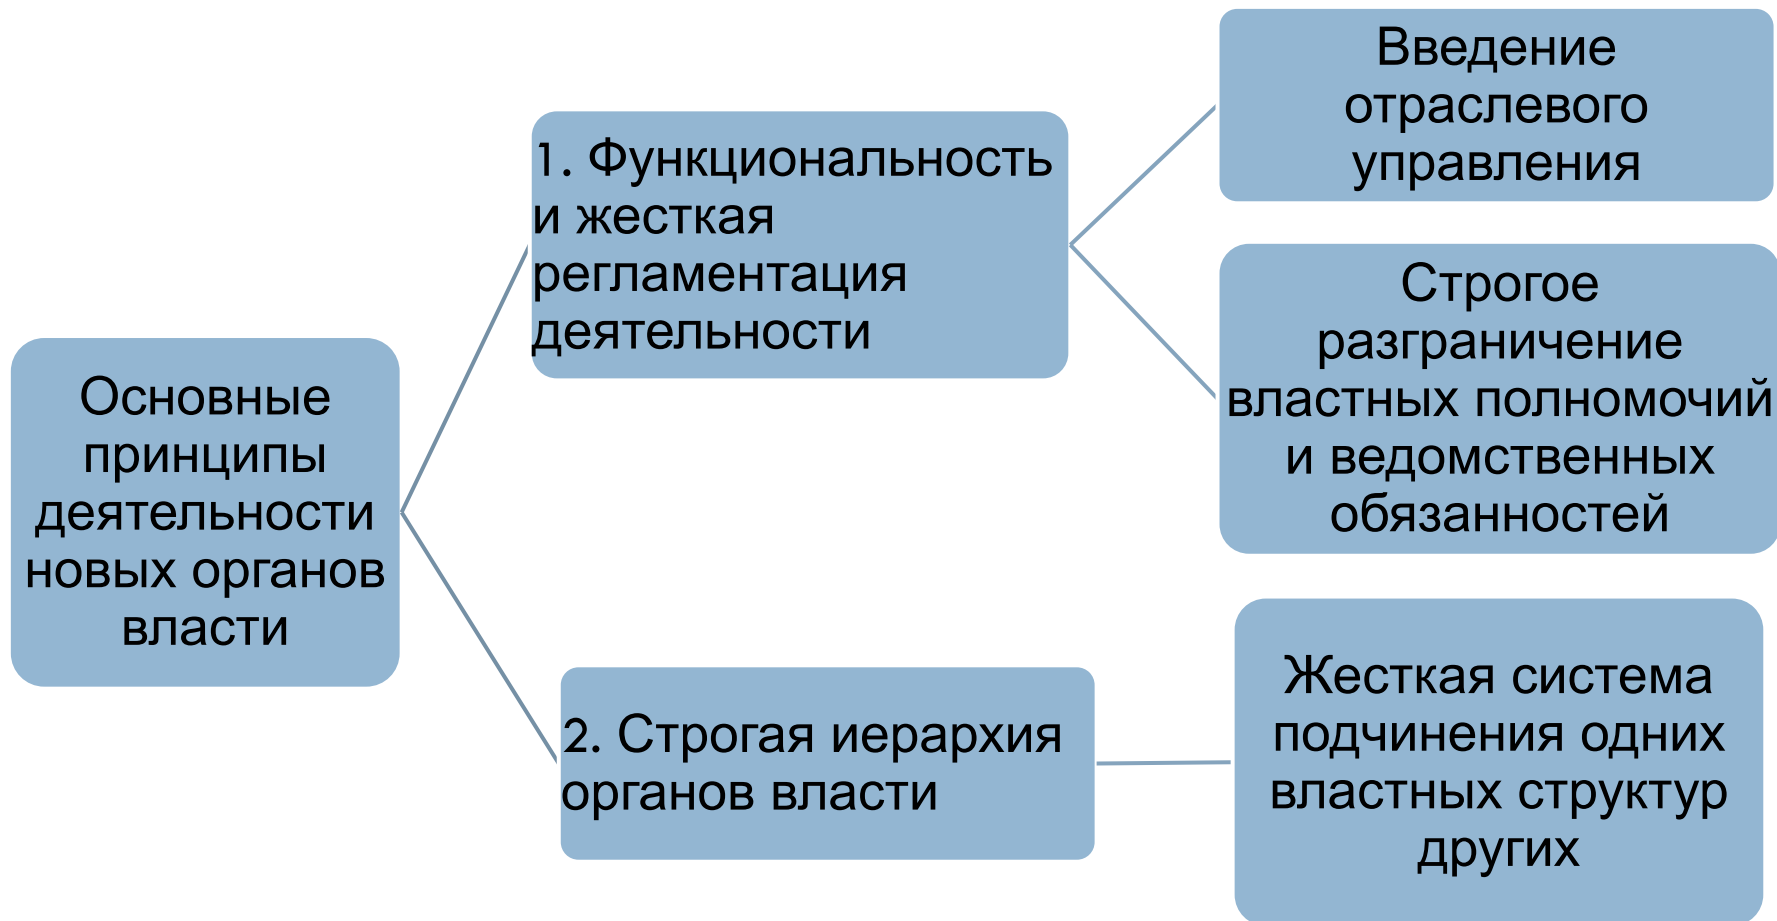 Основные
принципы
деятельности
новых органов
власти
1. Функциональность
и жесткая
регламентация
деятельности
Введение
отраслевого
управления
Строгое
разграничение
властных полномочий
и ведомственных
обязанностей
2. Строгая иерархия
органов власти
Жесткая система
подчинения одних
властных структур
других